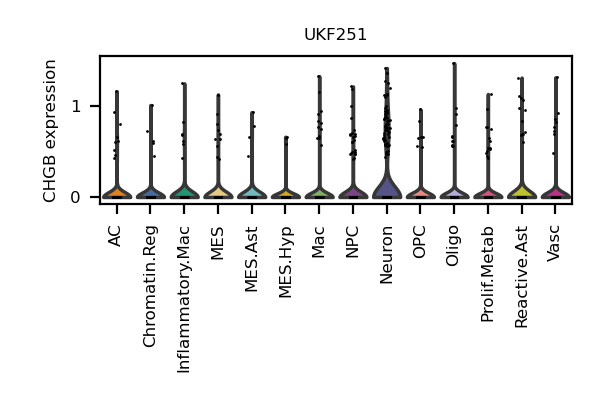 UKF251
CHGB expression
1
0
AC
Chromatin.Reg
Inflammatory.Mac
MES
MES.Ast
MES.Hyp
Mac
NPC
Neuron
OPC
Oligo
Prolif.Metab
Reactive.Ast
Vasc